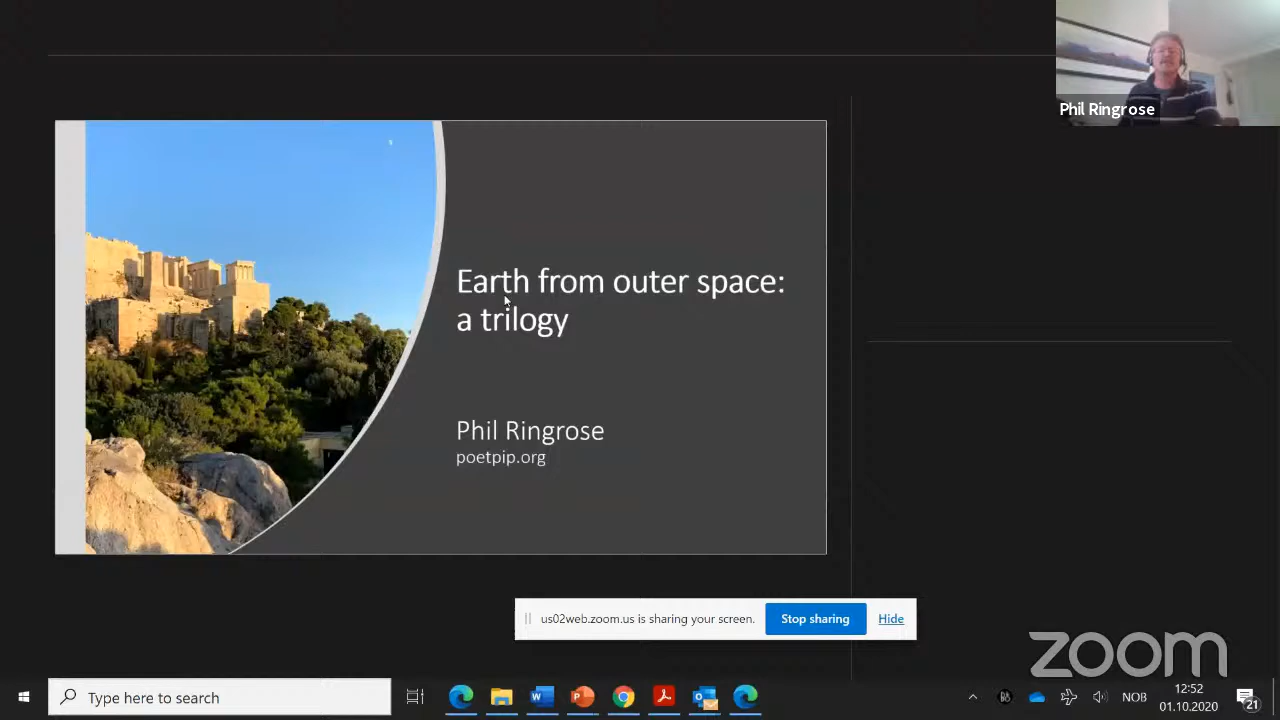 Phil Ringrose
Earth from outer space:
a trilogy
Phil Ringrose
poetpip.org
us02web.zoom.us is sharing your screen.
Stop sharing
Hide
zoom
Type here to search
NOB
12:52
01.10.2020
21